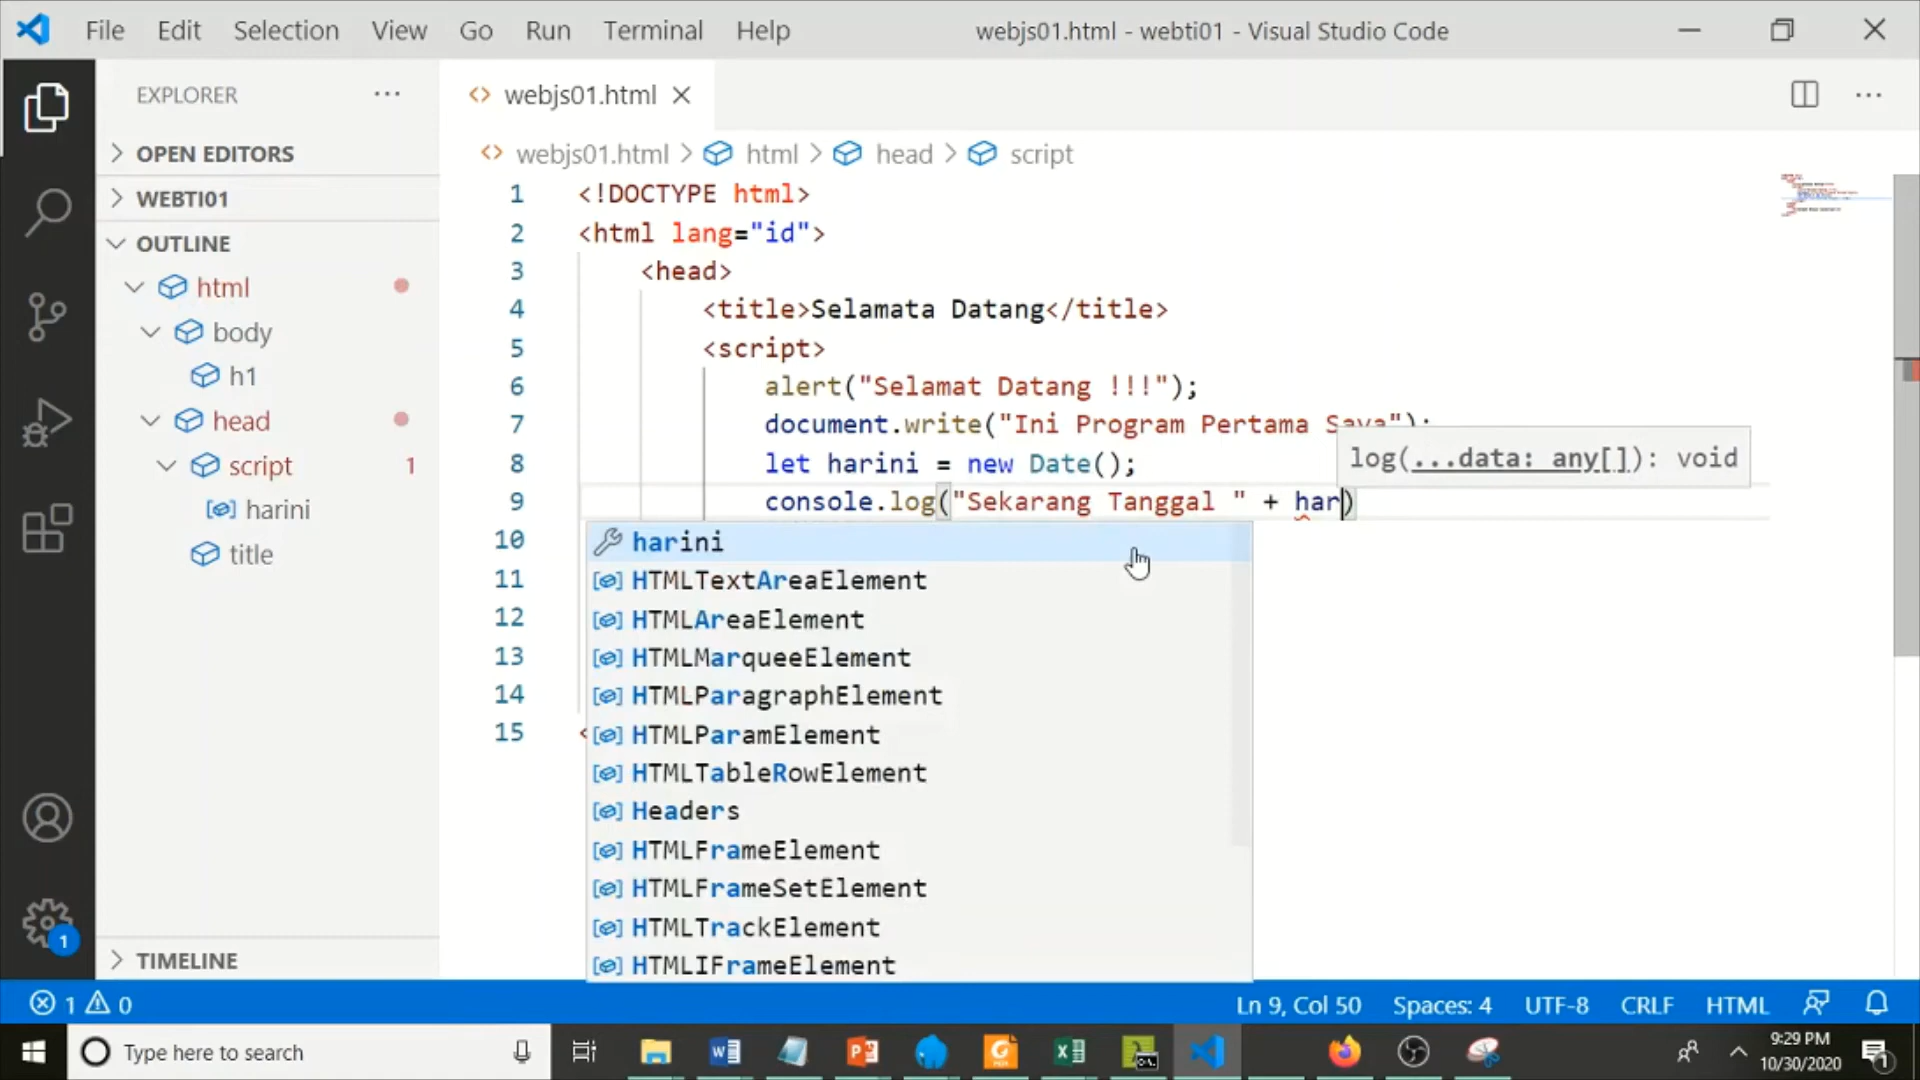 File Edit Selection View Go Run Terminal Help
webjs01.html - webti01 - Visual Studio Code
EXPLORER
OPEN EDITORS
WEBTI01
OUTLINE
html
body
h1
head
script 1
harini
title
TIMELINE
webjs01.html
webjs01.html > html > head > script
1 <!DOCTYPE html>
2 <html lang="id">
3 <head>
4 <title>Selamata Datang</title>
5 <script>
6 alert("Selamat Datang !!!");
7 document.write("Ini Program Pertama Saya");
8 let harini = new Date();
9 console.log("Sekarang Tanggal " + har)
log(...data: any[]): void
10
11
12
13
14
15 <
harini
HTMLTextAreaElement
HTMLAreaElement
HTMLMarqueeElement
HTMLParagraphElement
HTMLParamElement
HTMLTableRowElement
Headers
HTMLFrameElement
HTMLFrameSetElement
HTMLTrackElement
HTMLIFrameElement
1
1 0
Ln 9, Col 50 Spaces: 4 UTF-8 CRLF HTML
Type here to search
9:29 PM
10/30/2020
1